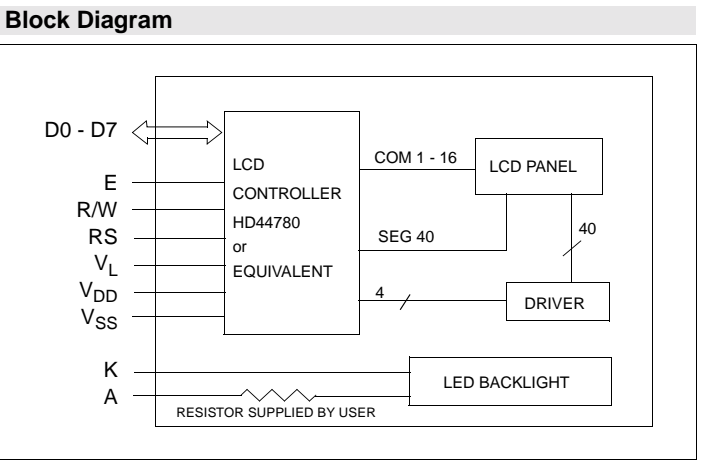 Block Diagram
D0 - D7
E
R/W
RS
VL
VDD
VSS
K
A
LCD
CONTROLLER
HD44780
or
EQUIVALENT
COM 1 - 16
SEG 40
4
LCD PANEL
40
DRIVER
LED BACKLIGHT
RESISTOR SUPPLIED BY USER